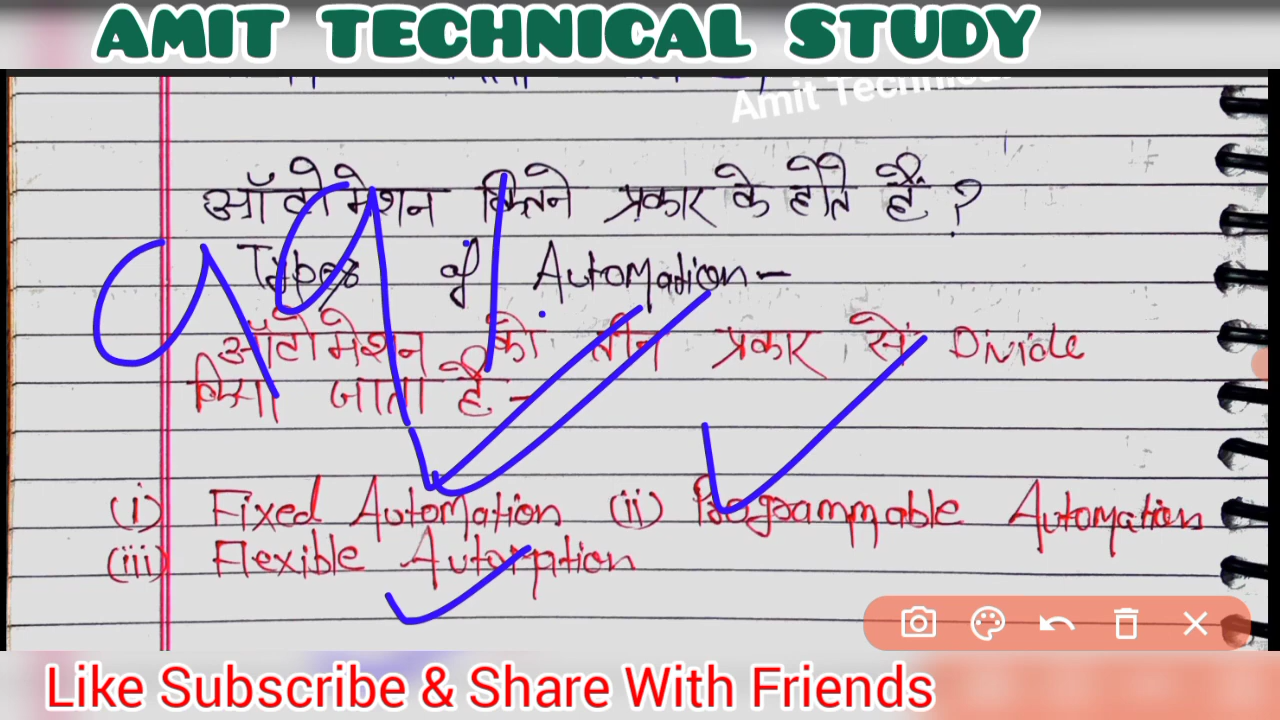 AMIT TECHNICAL STUDY
Amit Technical
ऑटोमेशन कितने प्रकार के होते हैं ?
Types of Automation -
ऑटोमेशन को तीन प्रकार से Divide
किया जाता है -
(i) Fixed Automation (ii) Programmable Automation
(iii) Flexible Automation
Like Subscribe & Share With Friends